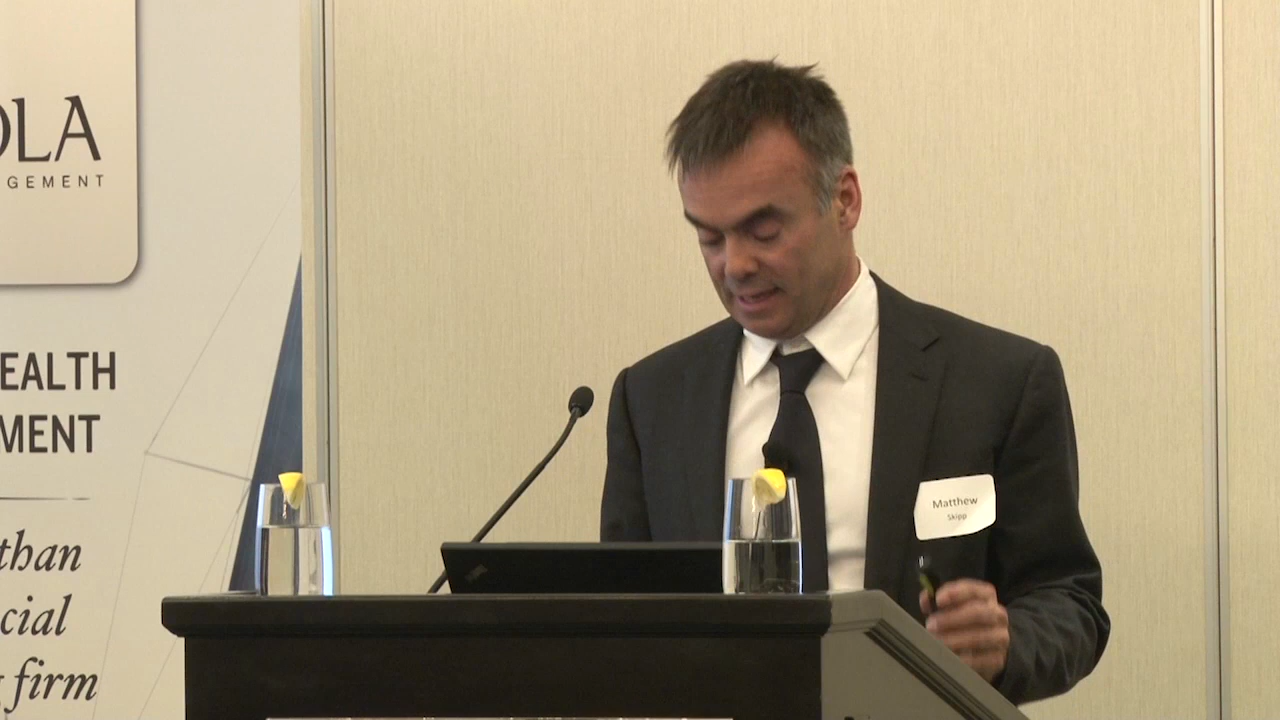 OLA
GEMENT
EALTH
MENT
than
cial
firm
Matthew
Skipp